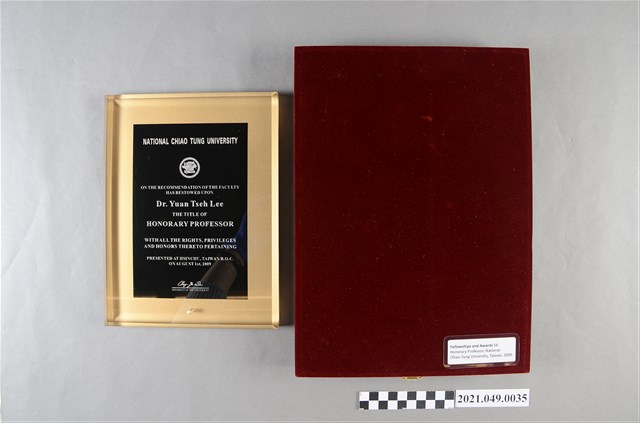 NATIONAL CHIAO TUNG UNIVERSITY
ON THE RECOMMENDATION OF THE FACULTY
HAS BESTOWED UPON
Dr. Yuan Tseh Lee
THE TITLE OF
HONORARY PROFESSOR
WITH ALL THE RIGHTS, PRIVILEGES
AND HONORS THERETO PERTAINING
PRESENTED AT HSINCHU, TAIWAN R.O.C.
ON AUGUST 1st, 2009
Fellowships and Awards
Honorary Professor, National
Chiao Tung University, Taiwan, 2009
2021.049.0035